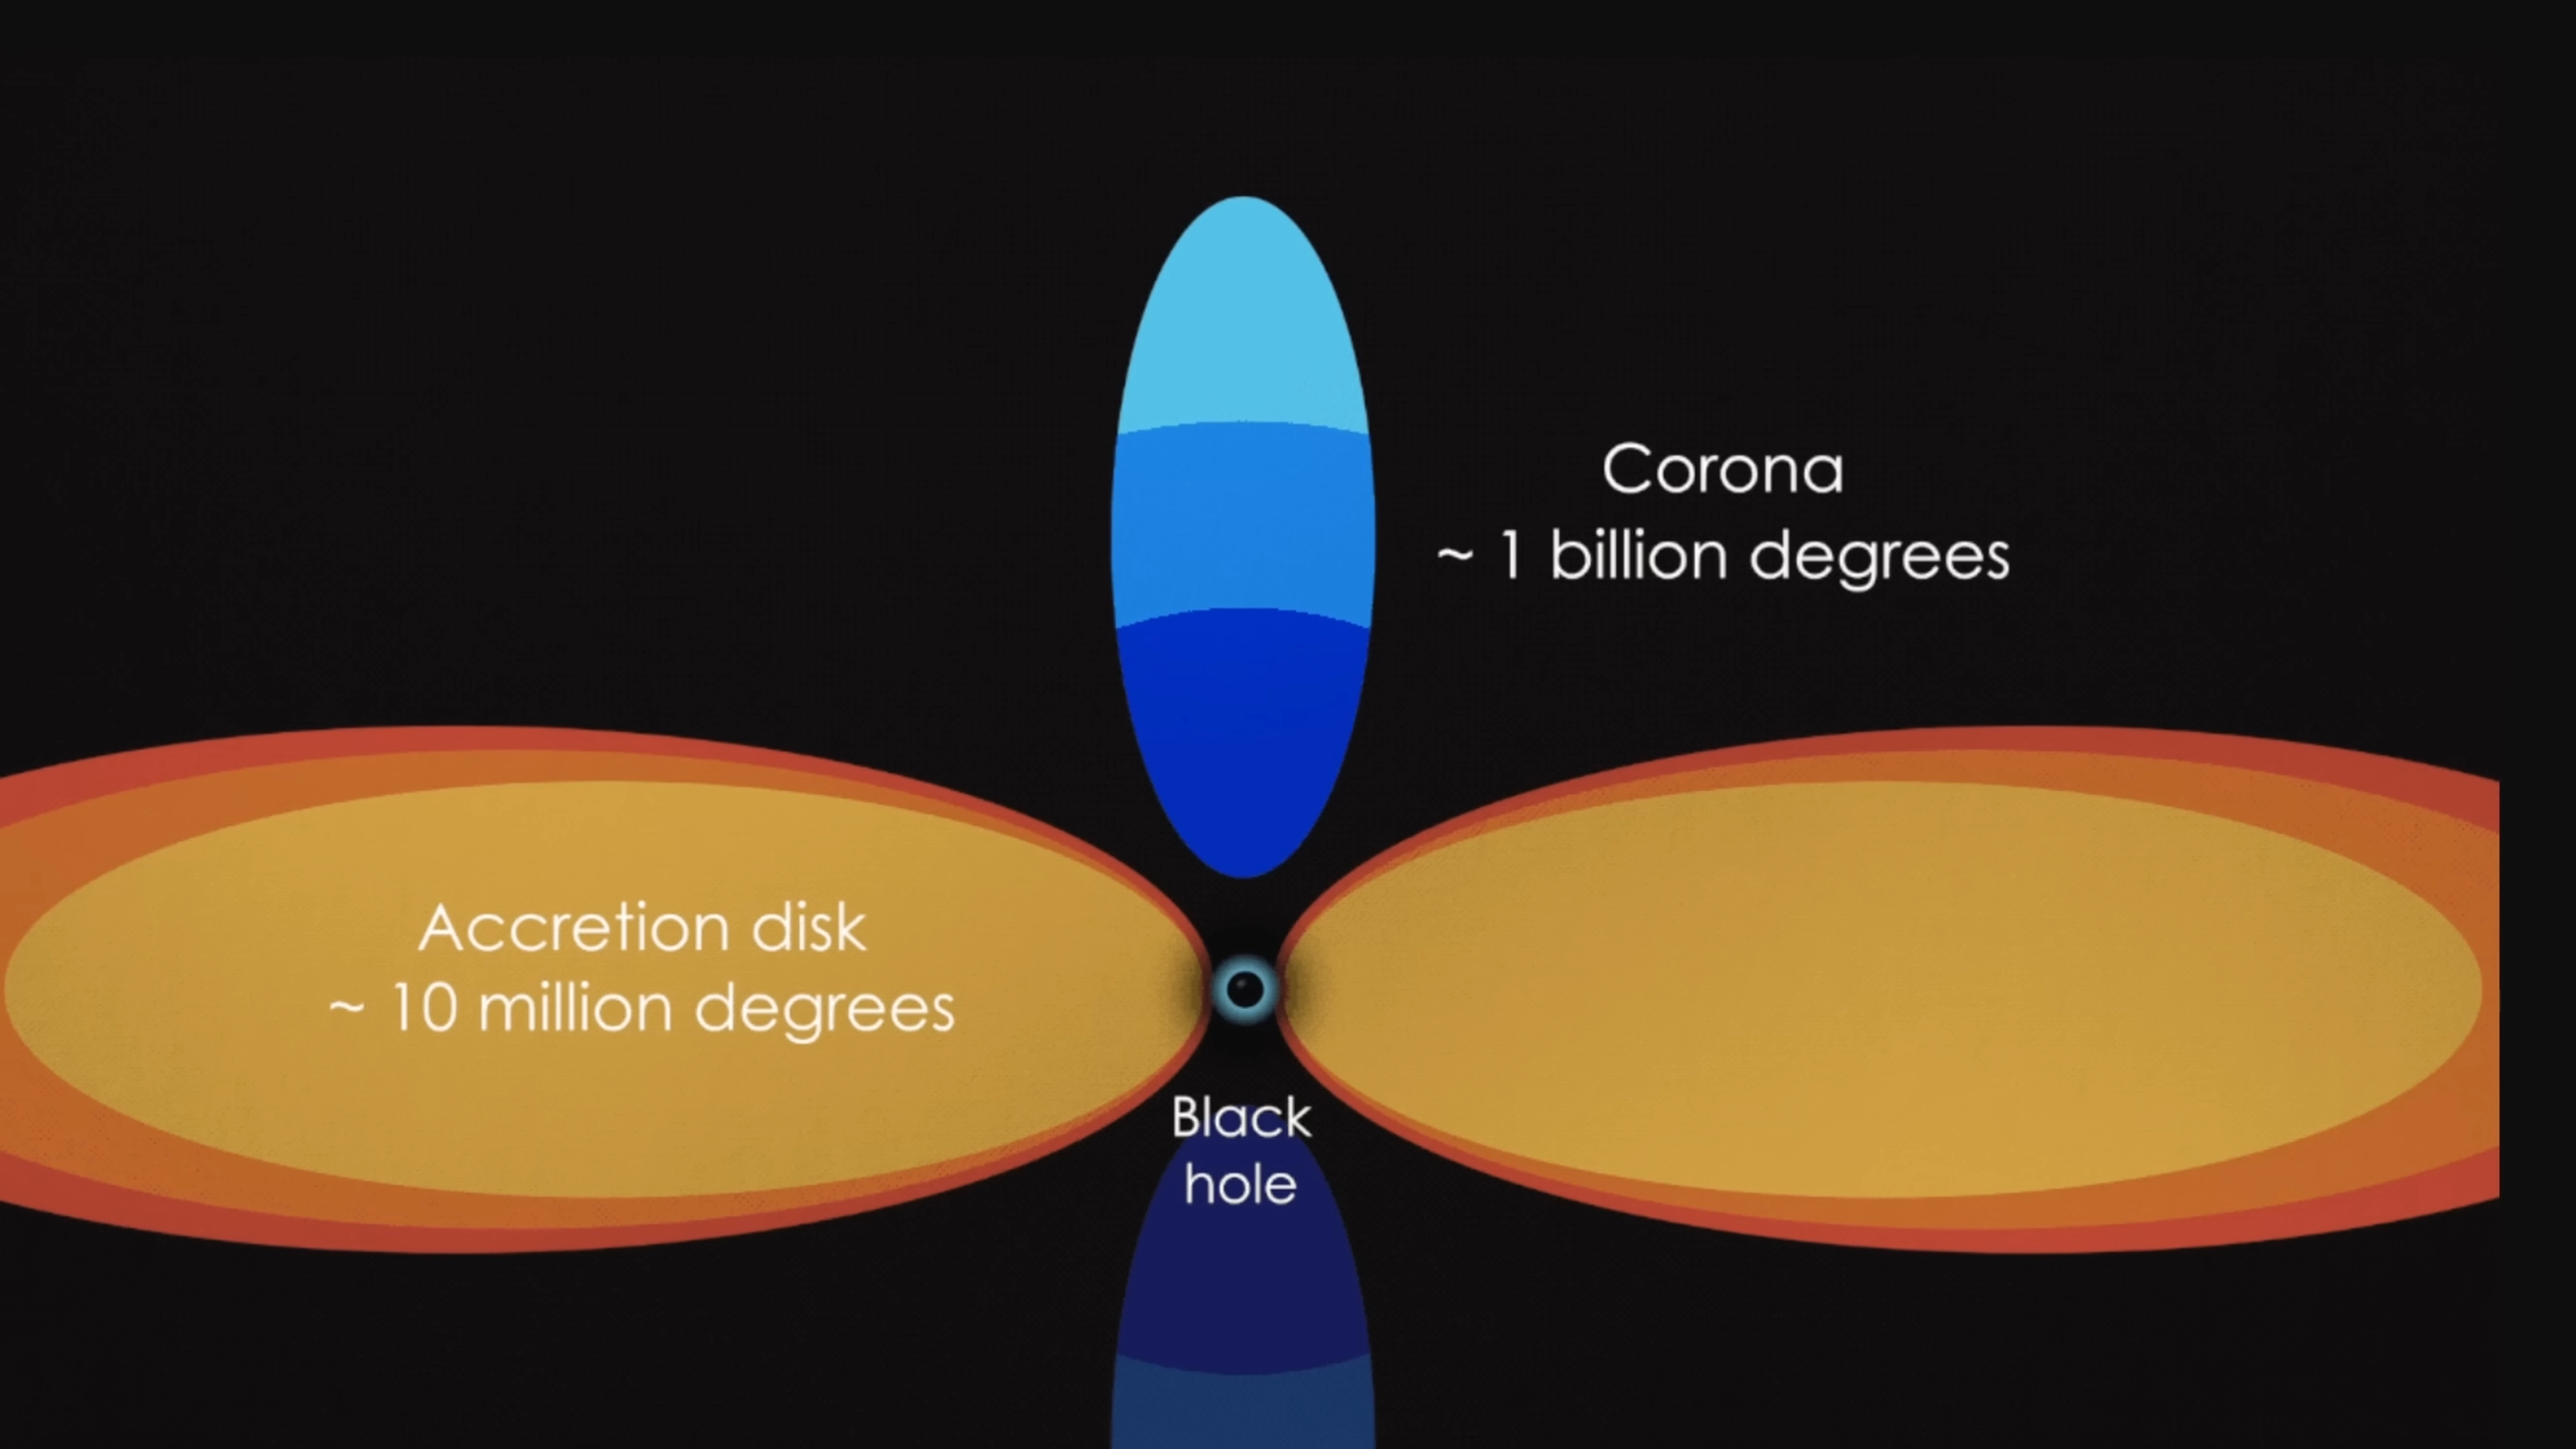 Corona
~ 1 billion degrees
Accretion disk
~ 10 million degrees
Black
hole